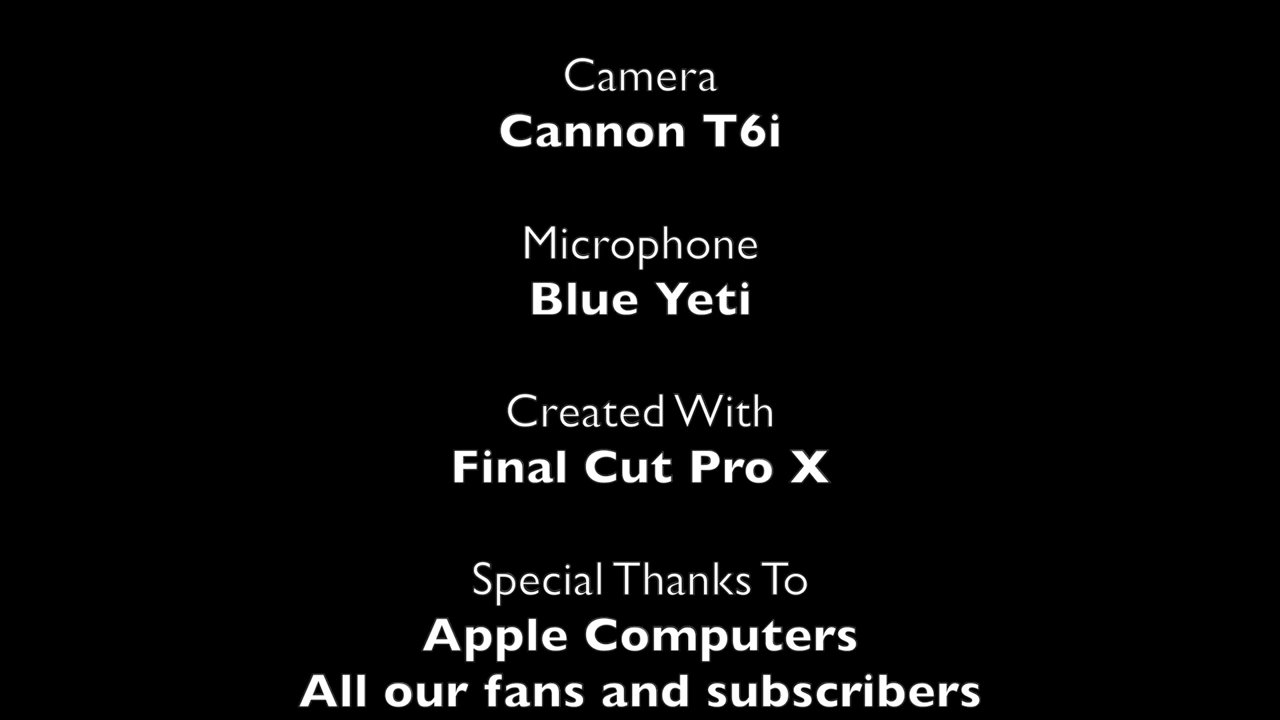 Camera
Cannon T6i
Microphone
Blue Yeti
Created With
Final Cut Pro X
Special Thanks To
Apple Computers
All our fans and subscribers